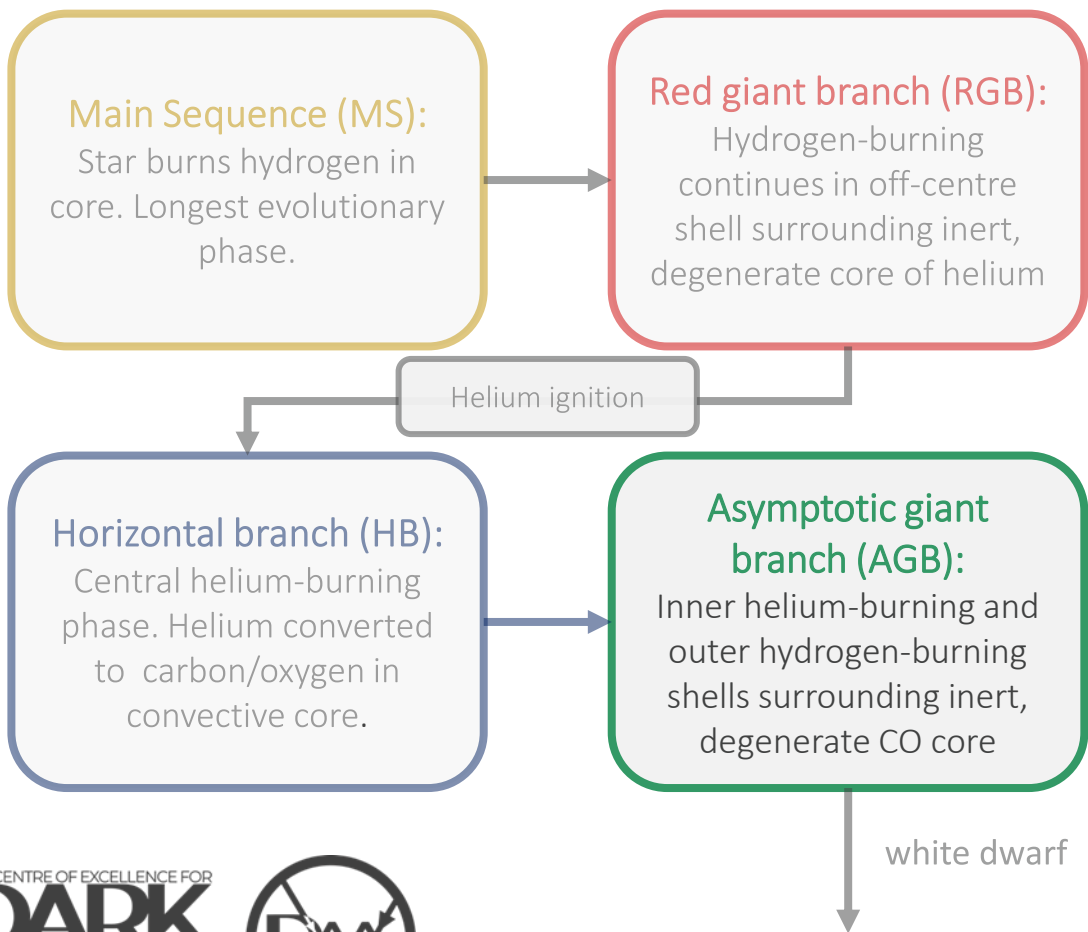 Main Sequence (MS):
Star burns hydrogen in
core. Longest evolutionary
phase.
Red giant branch (RGB):
Hydrogen-burning
continues in off-centre
shell surrounding inert,
degenerate core of helium
Helium ignition
Horizontal branch (HB):
Central helium-burning
phase. Helium converted
to carbon/oxygen in
convective core.
Asymptotic giant
branch (AGB):
Inner helium-burning and
outer hydrogen-burning
shells surrounding inert,
degenerate CO core
white dwarf
CENTRE OF EXCELLENCE FOR
DARK